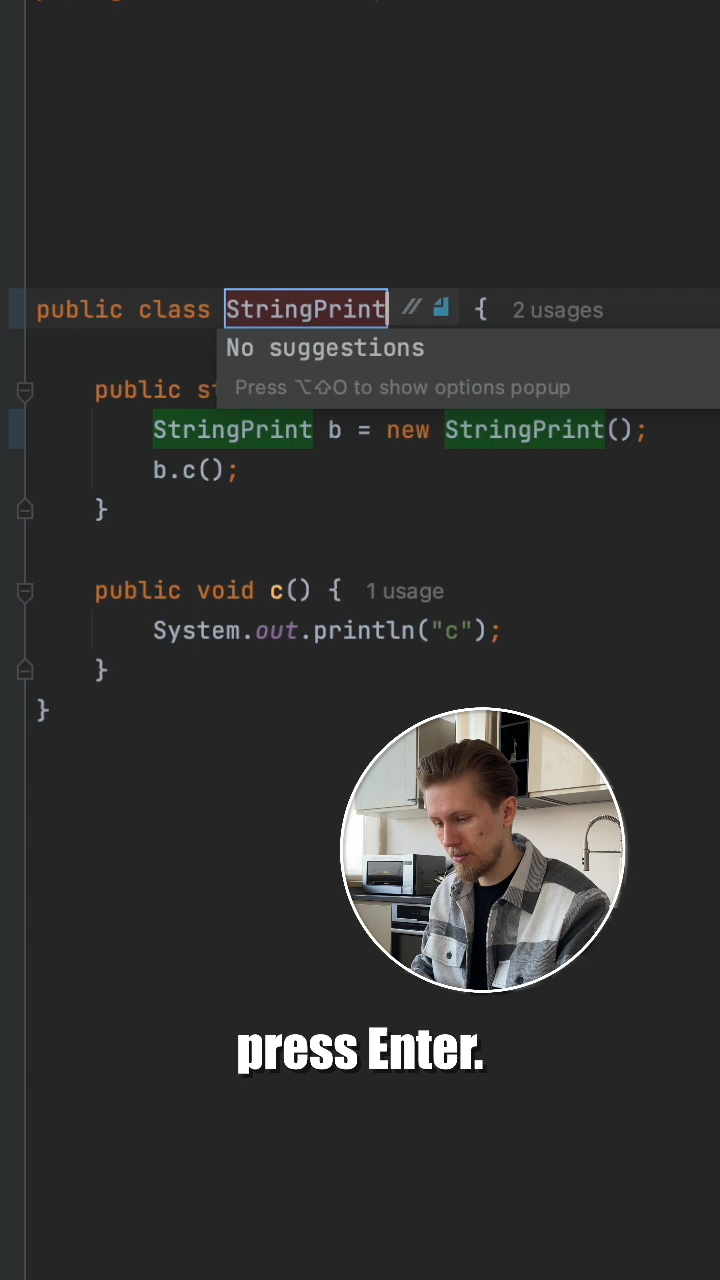 public class StringPrint { 2 usages
No suggestions
public st
Press ⌥⇧O to show options popup
StringPrint b = new StringPrint();
b.c();
}
public void c() { 1 usage
System.out.println("c");
}
}
press Enter.